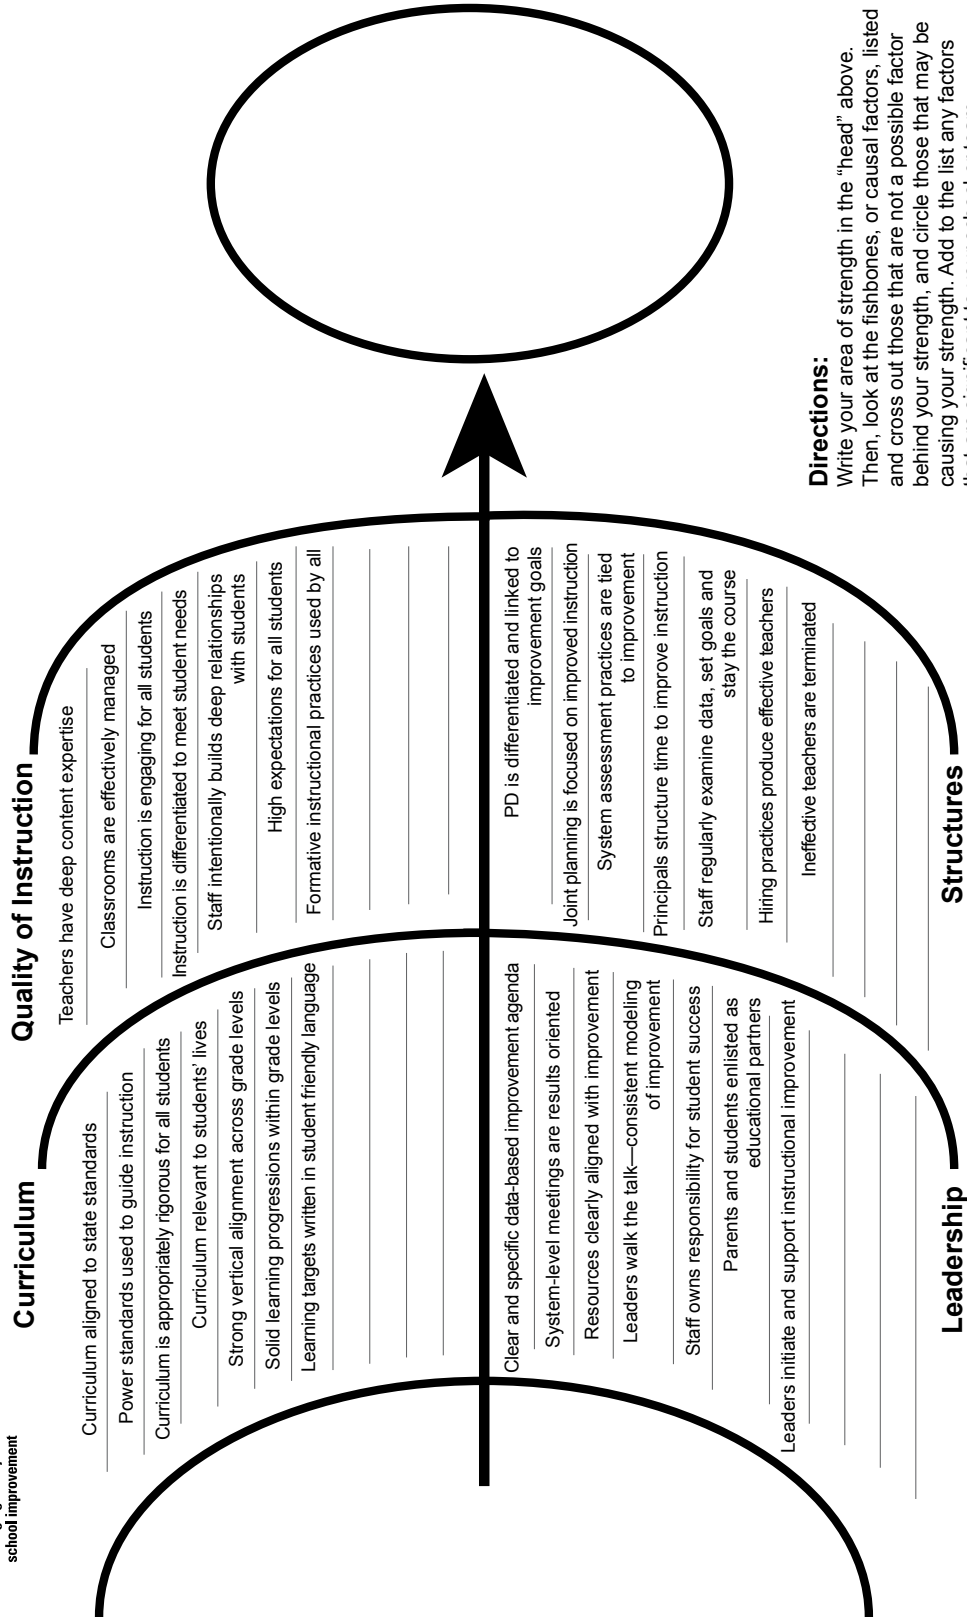 school improvement
Curriculum
Curriculum aligned to state standards
Power standards used to guide instruction
Curriculum is appropriately rigorous for all students
Curriculum relevant to students' lives
Strong vertical alignment across grade levels
Solid learning progressions within grade levels
Learning targets written in student friendly language
Quality of Instruction
Teachers have deep content expertise
Classrooms are effectively managed
Instruction is engaging for all students
Instruction is differentiated to meet student needs
Staff intentionally builds deep relationships
with students
High expectations for all students
Formative instructional practices used by all
Clear and specific data-based improvement agenda
System-level meetings are results oriented
Resources clearly aligned with improvement
Leaders walk the talk—consistent modeling
of improvement
Staff owns responsibility for student success
Parents and students enlisted as
educational partners
Leaders initiate and support instructional improvement
Leadership
PD is differentiated and linked to
improvement goals
Joint planning is focused on improved instruction
System assessment practices are tied
to improvement
Principals structure time to improve instruction
Staff regularly examine data, set goals and
stay the course
Hiring practices produce effective teachers
Ineffective teachers are terminated
Structures
Directions:
Write your area of strength in the “head” above.
Then, look at the fishbones, or causal factors, listed
and cross out those that are not a possible factor
behind your strength, and circle those that may be
causing your strength. Add to the list any factors